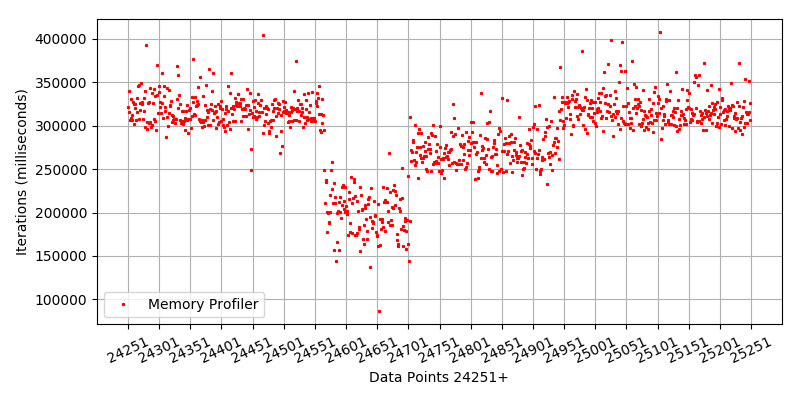 400000
350000
300000
250000
200000
150000
100000
Iterations (milliseconds)
Memory Profiler
24251 24301 24351 24401 24451 24501 24551 24601 24651 24701 24751 24801 24851 24901 24951 25001 25051 25101 25151 25201 25251
Data Points 24251+